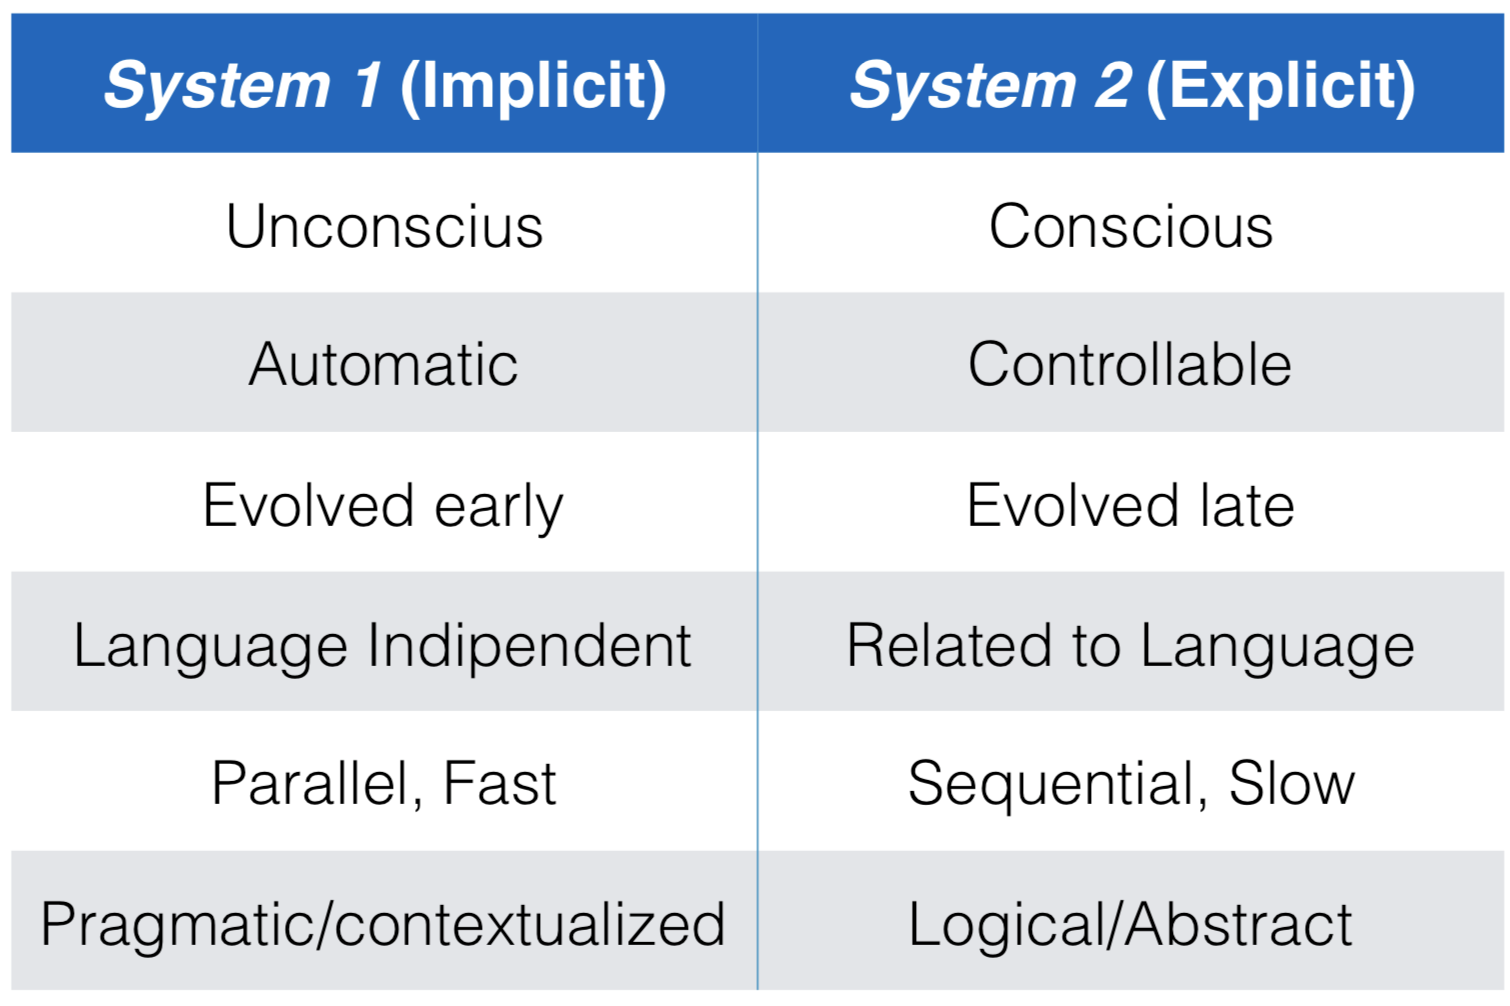 System 1 (Implicit) System 2 (Explicit)
Unconscius Conscious
Automatic Controllable
Evolved early Evolved late
Language Indipendent Related to Language
Parallel, Fast Sequential, Slow
Pragmatic/contextualized Logical/Abstract